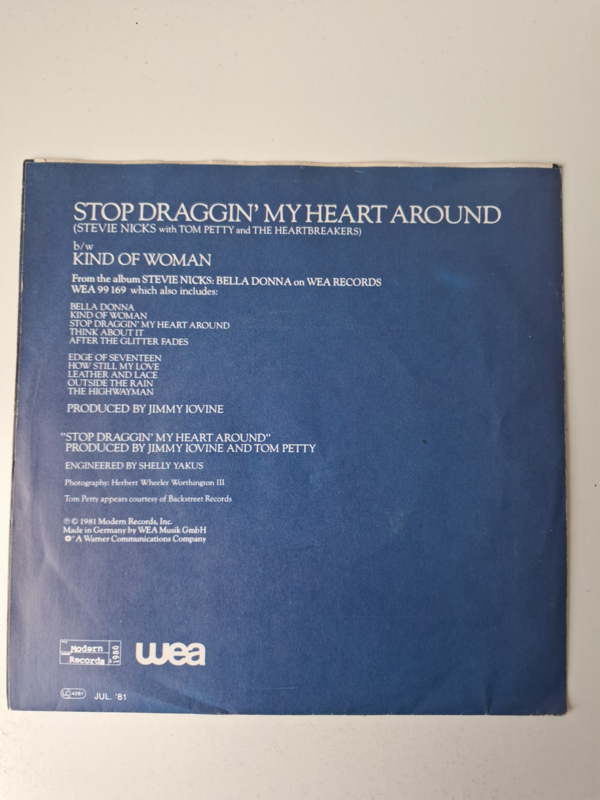 STOP DRAGGIN' MY HEART AROUND
(STEVIE NICKS with TOM PETTY and THE HEARTBREAKERS)
b/w
KIND OF WOMAN
From the album STEVIE NICKS: BELLA DONNA on WEA RECORDS
WEA 99 169 which also includes:
BELLA DONNA
KIND OF WOMAN
STOP DRAGGIN' MY HEART AROUND
THINK ABOUT IT
AFTER THE GLITTER FADES
EDGE OF SEVENTEEN
HOW STILL MY LOVE
LEATHER AND LACE
OUTSIDE THE RAIN
THE HIGHWAYMAN
PRODUCED BY JIMMY IOVINE
"STOP DRAGGIN' MY HEART AROUND"
PRODUCED BY JIMMY IOVINE AND TOM PETTY
ENGINEERED BY SHELLY YAKUS
Photography: Herbert Wheeler Worthington III
Tom Petty appears courtesy of Backstreet Records
℗ © 1981 Modern Records, Inc.
Made in Germany by WEA Musik GmbH
A Warner Communications Company
Modern
Records
1980
wea
LC 4281
JUL. '81